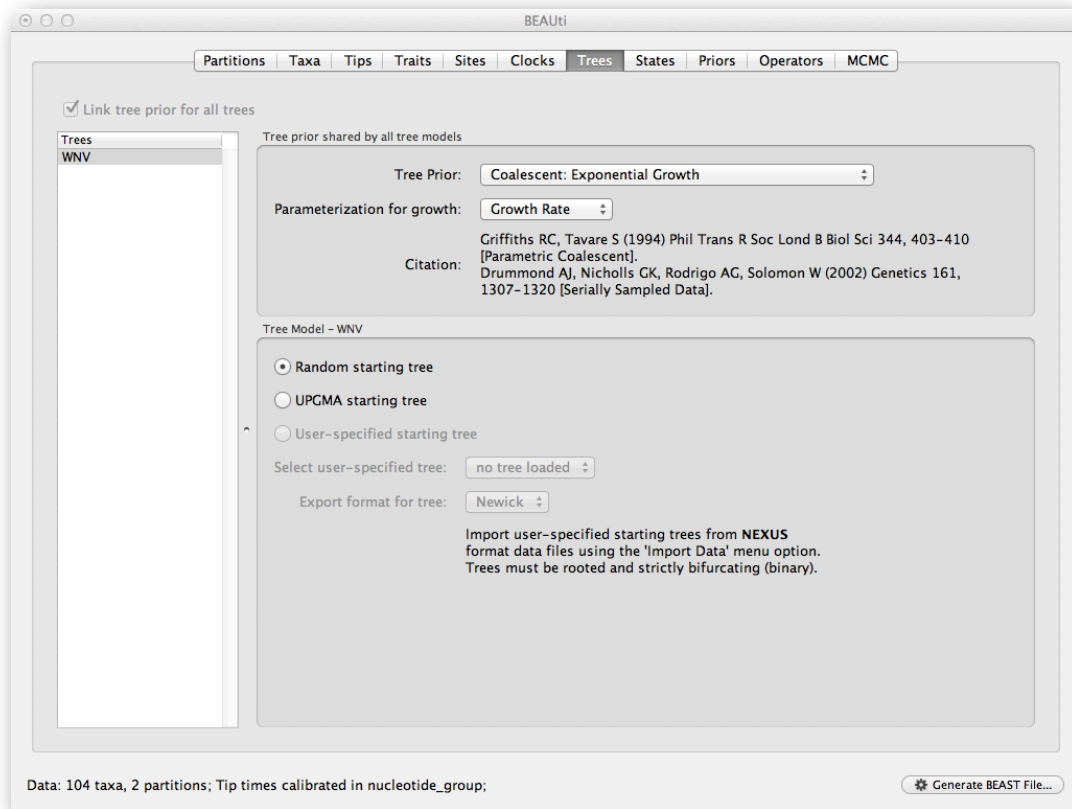 BEAUti
Partitions Taxa Tips Traits Sites Clocks Trees States Priors Operators MCMC
Link tree prior for all trees
Trees
WNV
Tree prior shared by all tree models
Tree Prior: Coalescent: Exponential Growth
Parameterization for growth: Growth Rate
Citation:
Griffiths RC, Tavare S (1994) Phil Trans R Soc Lond B Biol Sci 344, 403-410
[Parametric Coalescent].
Drummond AJ, Nicholls GK, Rodrigo AG, Solomon W (2002) Genetics 161,
1307-1320 [Serially Sampled Data].
Tree Model - WNV
Random starting tree
UPGMA starting tree
User-specified starting tree
Select user-specified tree: no tree loaded
Export format for tree: Newick
Import user-specified starting trees from NEXUS
format data files using the 'Import Data' menu option.
Trees must be rooted and strictly bifurcating (binary).
Data: 104 taxa, 2 partitions; Tip times calibrated in nucleotide_group;
Generate BEAST File...